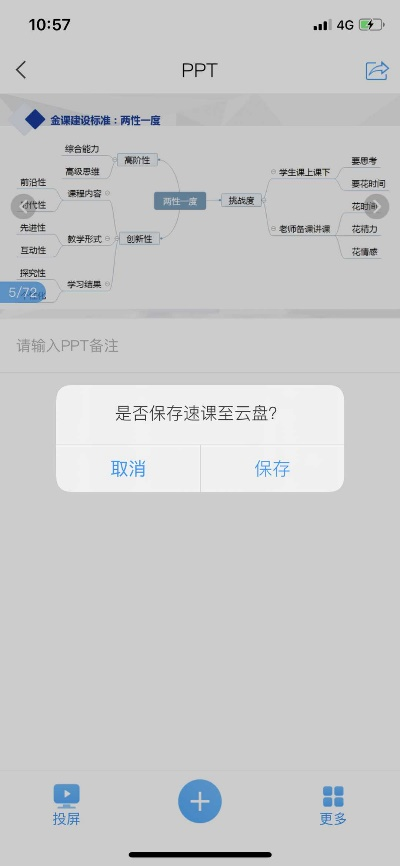 10:57
4G
PPT
金课建设标准：两性一度
综合能力
高阶性
高级思维
前沿性
课程内容
时代性
先进性
教学形式
创新性
互动性
探究性
学习结果
两性一度
挑战度
学生课上课下
要思考
要花时间
老师备课讲课
花时间
花精力
花情感
5/72
请输入PPT备注
是否保存速课至云盘?
取消
保存
投屏
更多